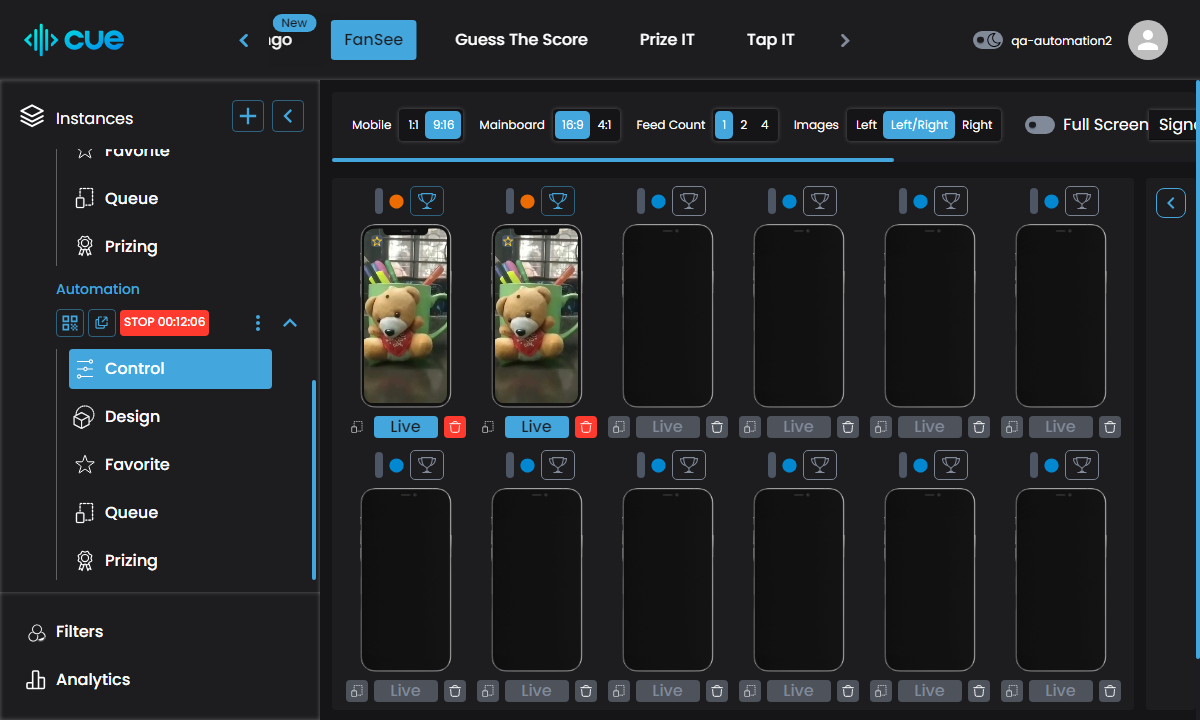 cue
New
FanSee
Guess The Score
Prize IT
Tap IT
qa-automation2
Instances
Favorite
Queue
Prizing
Automation
STOP 00:12:06
Control
Design
Favorite
Queue
Prizing
Filters
Analytics
Mobile 1:1 9:16 Mainboard 16:9 4:1 Feed Count 1 2 4 Images Left Left/Right Right Full Screen
Live Live Live Live Live Live
Live Live Live Live Live Live